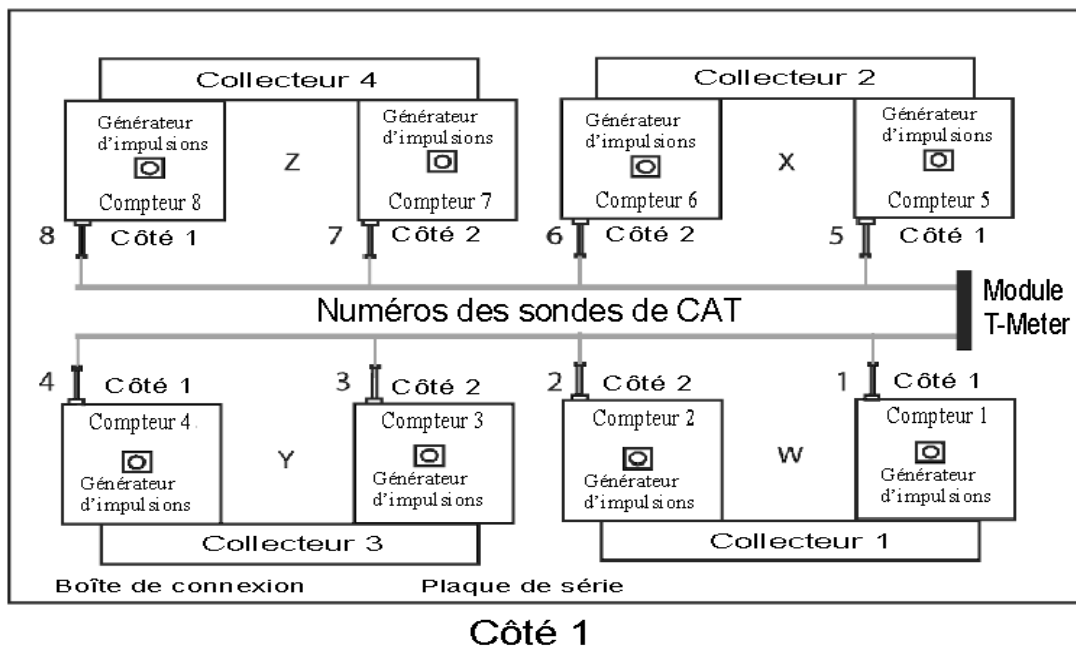 Collecteur 4
Collecteur 2
Générateur
d'impulsions
Compteur 8
Z
Générateur
d'impulsions
Compteur 7
Générateur
d'impulsions
Compteur 6
X
Générateur
d'impulsions
Compteur 5
8 Côté 1
7 Côté 2
6 Côté 2
5 Côté 1
Numéros des sondes de CAT
Module
T-Meter
4 Côté 1
3 Côté 2
2 Côté 2
1 Côté 1
Compteur 4
Générateur
d'impulsions
Y
Compteur 3
Générateur
d'impulsions
Compteur 2
Générateur
d'impulsions
W
Compteur 1
Générateur
d'impulsions
Collecteur 3
Collecteur 1
Boîte de connexion
Plaque de série
Côté 1